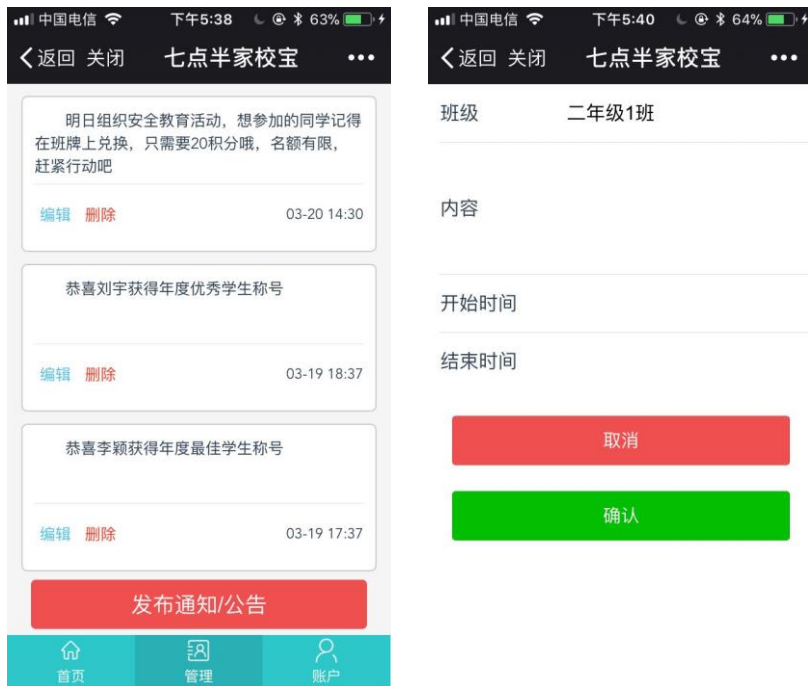 中国电信 下午5:38 63%
返回 关闭 七点半家校宝
明日组织安全教育活动，想参加的同学记得
在班牌上兑换，只需要20积分哦，名额有限，
赶紧行动吧
编辑 删除 03-20 14:30
恭喜刘宇获得年度优秀学生称号
编辑 删除 03-19 18:37
恭喜李颖获得年度最佳学生称号
编辑 删除 03-19 17:37
发布通知/公告
首页 管理 账户
中国电信 下午5:40 64%
返回 关闭 七点半家校宝
班级 二年级1班
内容
开始时间
结束时间
取消
确认